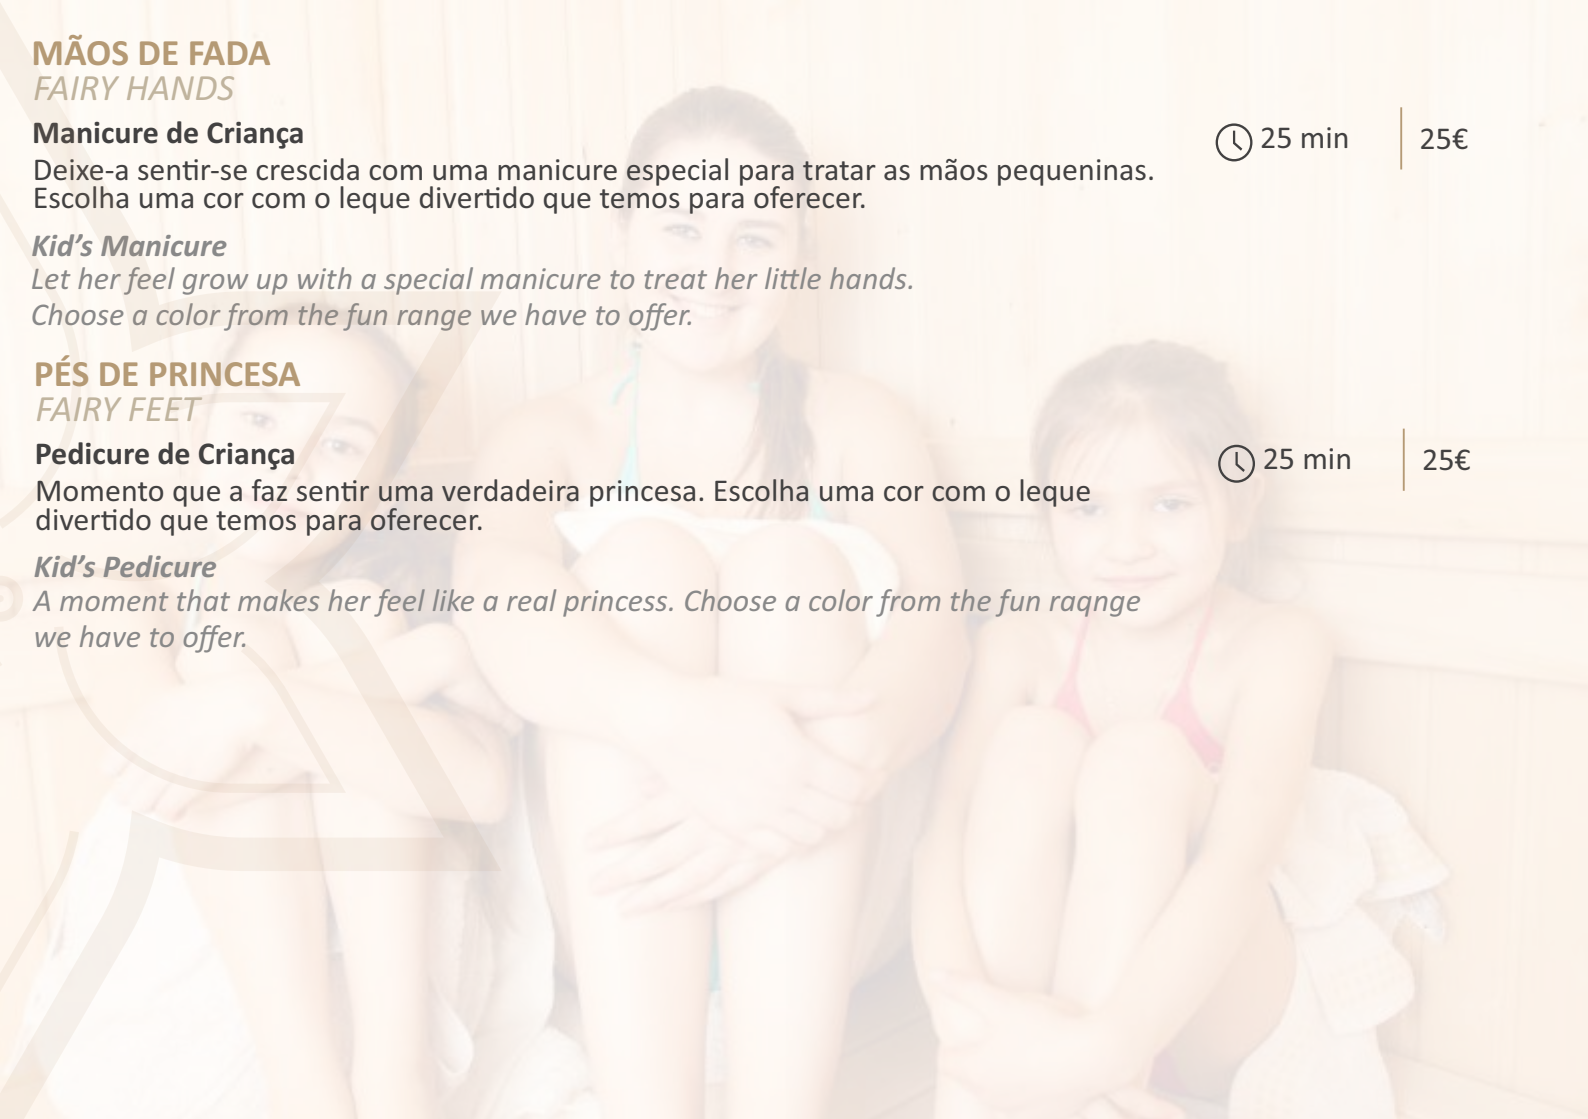 MÃOS DE FADA
FAIRY HANDS
Manicure de Criança
25 min
25€
Deixe-a sentir-se crescida com uma manicure especial para tratar as mãos pequeninas.
Escolha uma cor com o leque divertido que temos para oferecer.
Kid's Manicure
Let her feel grow up with a special manicure to treat her little hands.
Choose a color from the fun range we have to offer.
PÉS DE PRINCESA
FAIRY FEET
Pedicure de Criança
25 min
25€
Momento que a faz sentir uma verdadeira princesa. Escolha uma cor com o leque
divertido que temos para oferecer.
Kid's Pedicure
A moment that makes her feel like a real princess. Choose a color from the fun raqnge
we have to offer.